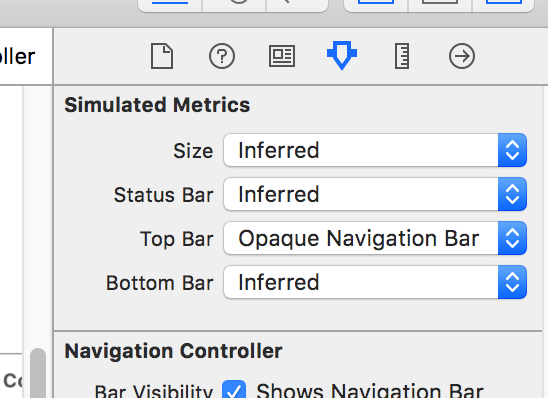 ller
Simulated Metrics
Size Inferred
Status Bar Inferred
Top Bar Opaque Navigation Bar
Bottom Bar Inferred
Navigation Controller
Co
Bar Visibility Shows Navigation Bar